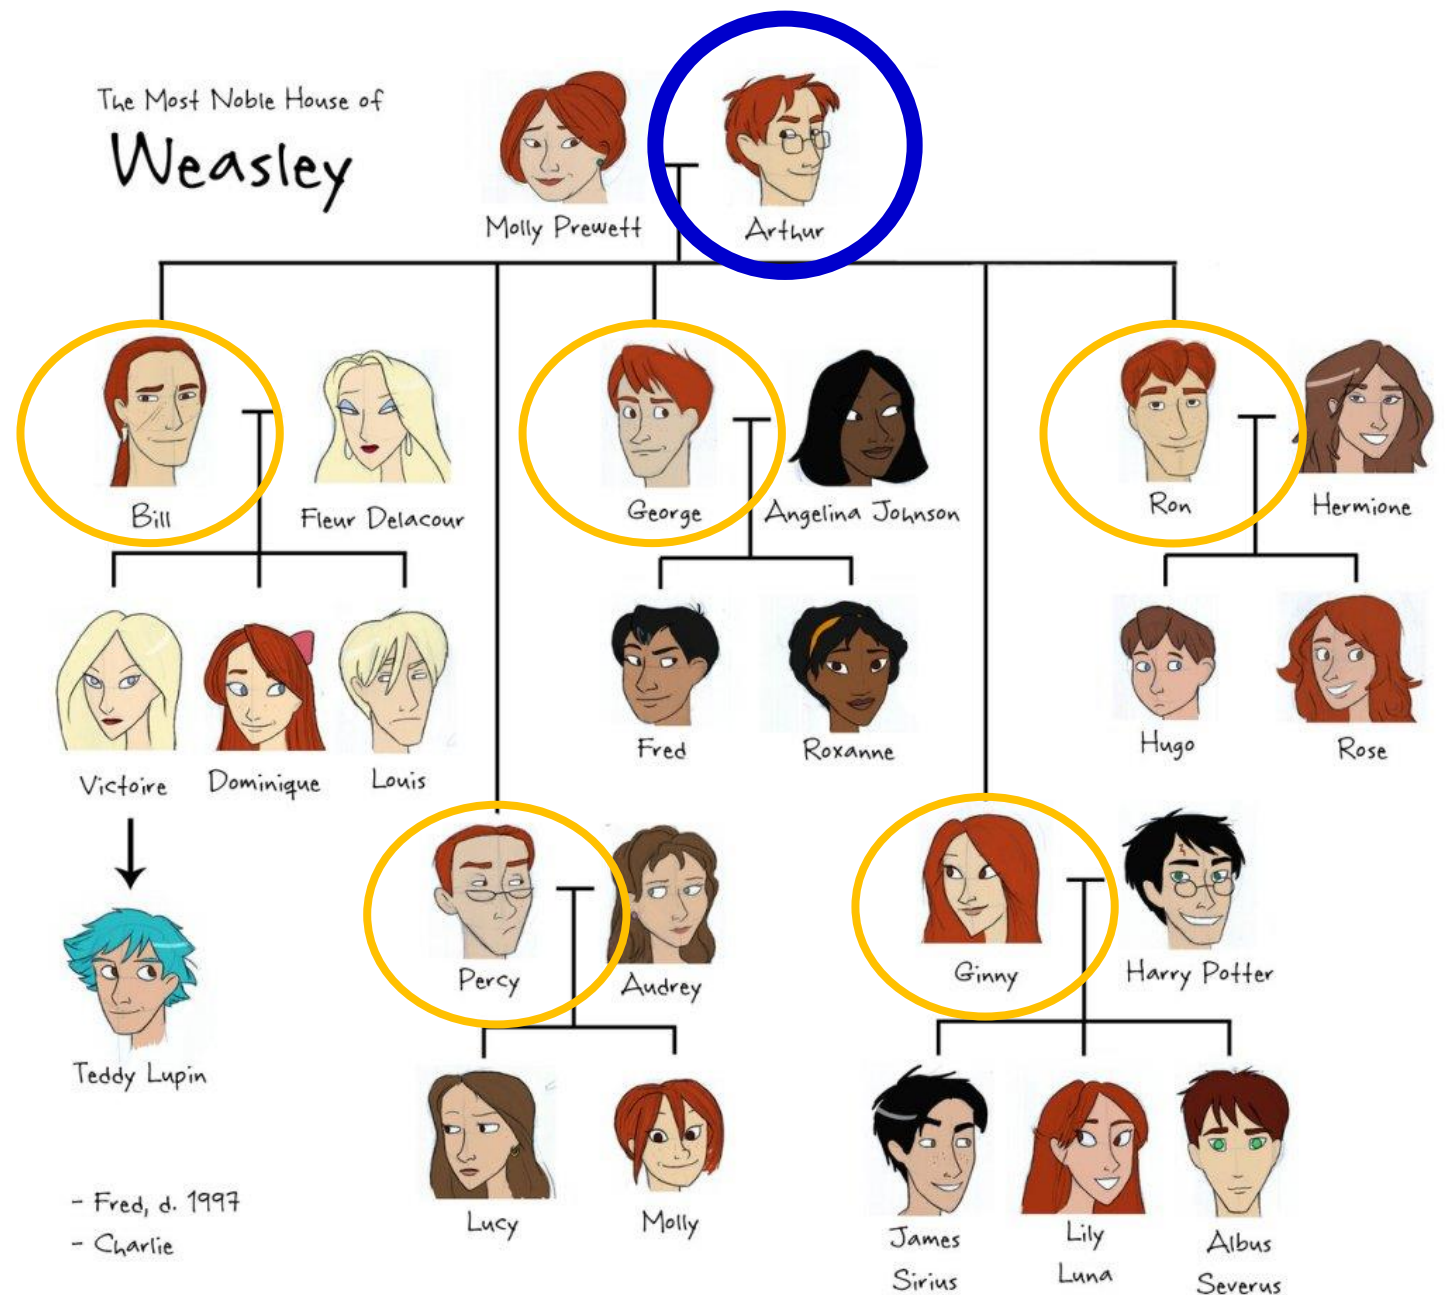 The Most Noble House of
Weasley
Molly Prewett
Arthur
Bill
Fleur Delacour
George
Angelina Johnson
Ron
Hermione
Victoire
Dominique
Louis
Fred
Roxanne
Hugo
Rose
Percy
Audrey
Ginny
Harry Potter
Teddy Lupin
Lucy
Molly
James
Sirius
Lily
Luna
Albus
Severus
- Fred, d. 1997
- Charlie